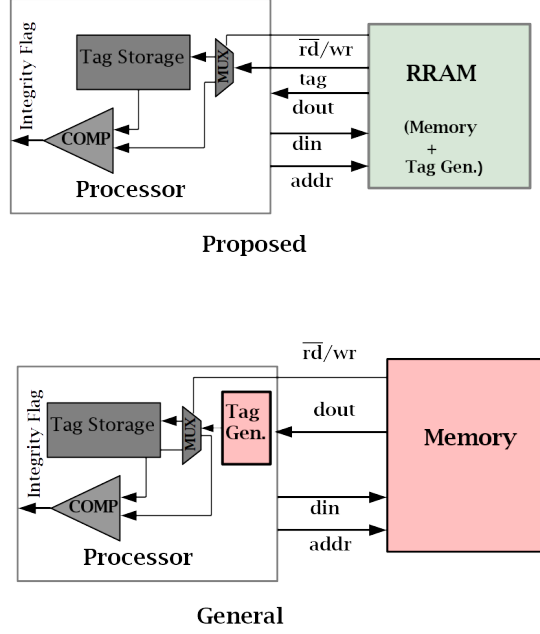 Integrity Flag
Tag Storage
MUX
COMP
Processor
rd/wr
tag
dout
din
addr
RRAM
(Memory
+
Tag Gen.)
Proposed
Integrity Flag
Tag Storage
MUX
Tag
Gen.
COMP
Processor
rd/wr
dout
din
addr
Memory
General